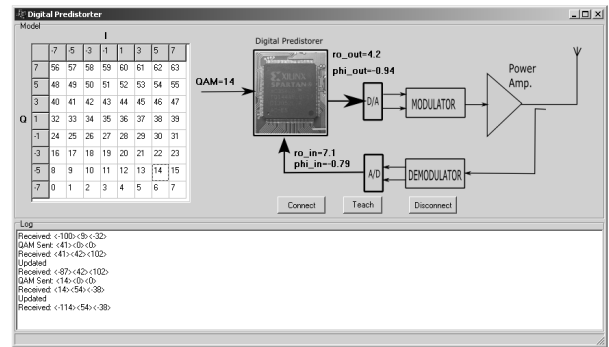 Digital Predistorter
Model
I
-7 -5 -3 -1 1 3 5 7
7 56 57 58 59 60 61 62 63
5 48 49 50 51 52 53 54 55
3 40 41 42 43 44 45 46 47
Q 1 32 33 34 35 36 37 38 39
-1 24 25 26 27 28 29 30 31
-3 16 17 18 19 20 21 22 23
-5 8 9 10 11 12 13 14 15
-7 0 1 2 3 4 5 6 7
QAM=14
Digital Predistorer
XILINX
SPARTAN
ro_out=4.2
phi_out=-0.94
D/A
MODULATOR
Power
Amp.
ro_in=7.1
phi_in=-0.79
A/D
DEMODULATOR
Connect Teach Disconnect
Log
Received: <-100><9><-32>
QAM Sent: <41><0><0>
Received: <41><42><102>
Updated
Received: <-87><42><102>
QAM Sent: <14><0><0>
Received: <14><54><-38>
Updated
Received: <-114><54><-38>